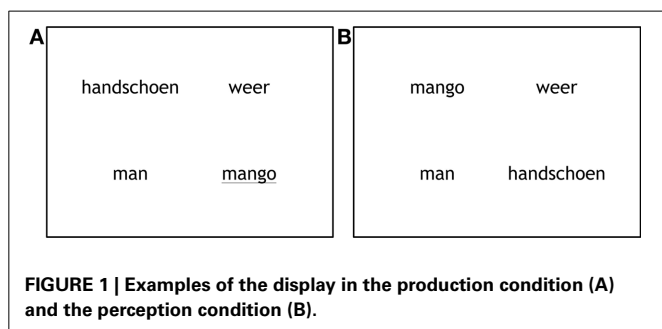 A
handschoen weer
man mango
B
mango weer
man handschoen
FIGURE 1 | Examples of the display in the production condition (A)
and the perception condition (B).